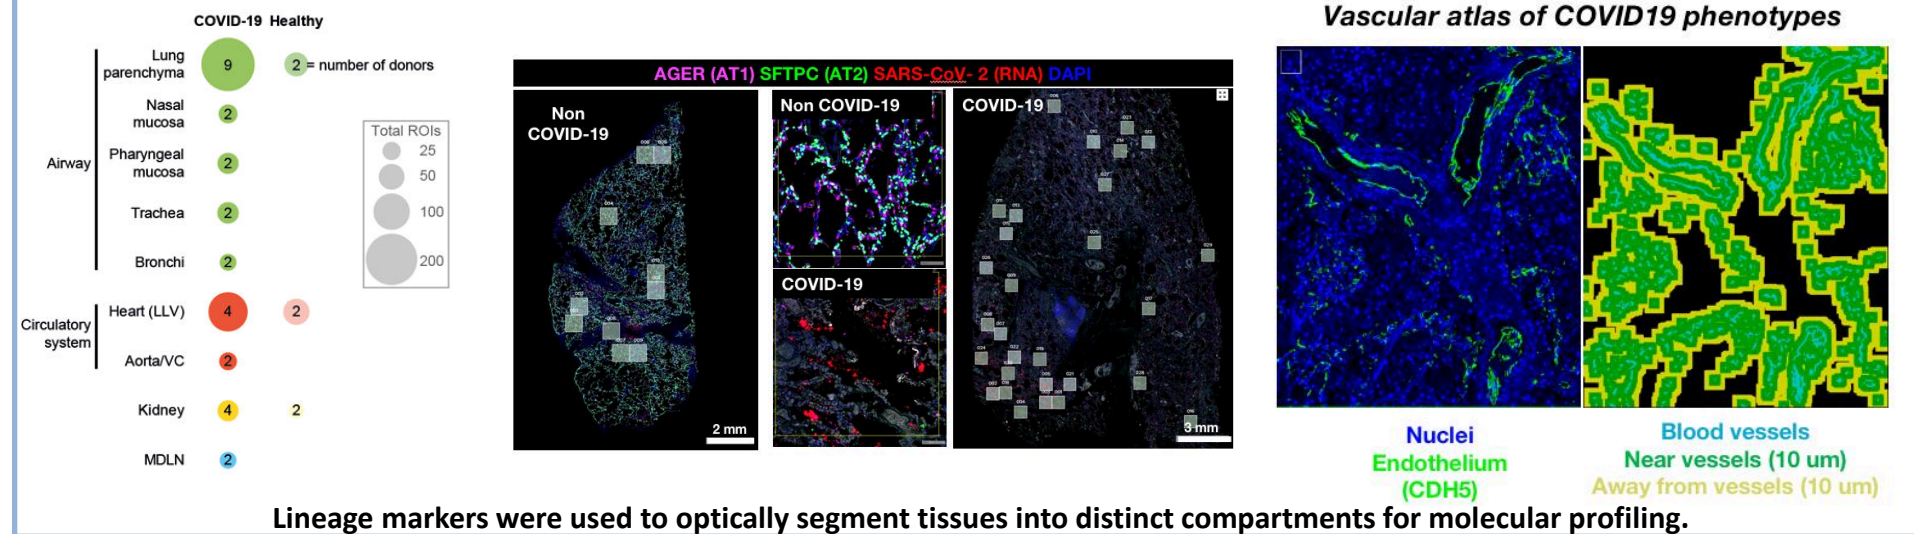 COVID-19 Healthy
Lung
parenchyma
9
2 = number of donors
Nasal
mucosa
2
Airway
Pharyngeal
mucosa
2
Trachea
2
Bronchi
2
Circulatory
system
Heart (LLV)
4
2
Aorta/VC
2
Kidney
4
2
MDLN
2
Total ROIs
25
50
100
200
AGER (AT1) SFTPC (AT2) SARS-CoV- 2 (RNA) DAPI
Non
COVID-19
2 mm
Non COVID-19
COVID-19
COVID-19
3 mm
Vascular atlas of COVID19 phenotypes
Nuclei
Endothelium
(CDH5)
Blood vessels
Near vessels (10 um)
Away from vessels (10 um)
Lineage markers were used to optically segment tissues into distinct compartments for molecular profiling.